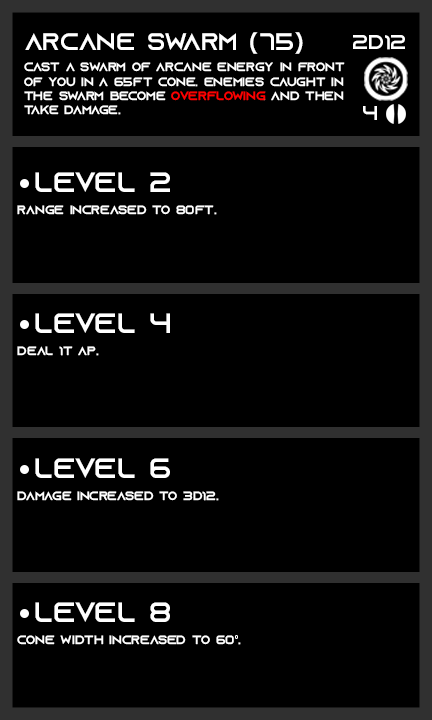 ARCANE SWARM (75) 2D12
CAST A SWARM OF ARCANE ENERGY IN FRONT
OF YOU IN A 65FT CONE. ENEMIES CAUGHT IN
THE SWARM BECOME OVERFLOWING AND THEN
TAKE DAMAGE.
4
•LEVEL 2
RANGE INCREASED TO 80FT.
•LEVEL 4
DEAL 1T AP.
•LEVEL 6
DAMAGE INCREASED TO 3D12.
•LEVEL 8
CONE WIDTH INCREASED TO 60°.